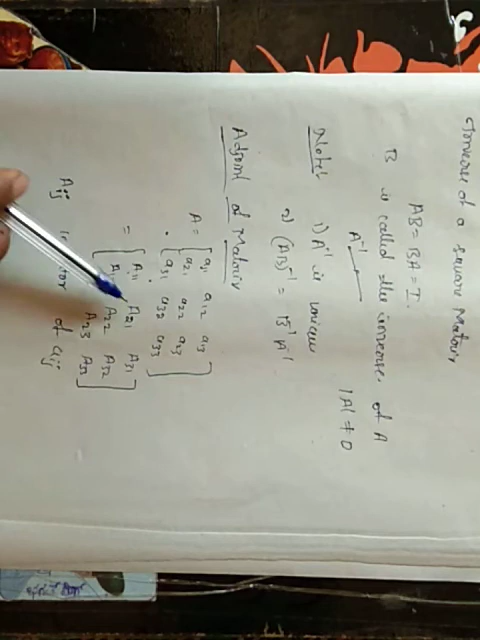 Inverse of a square Matrix
AB = BA = I.
B is called the inverse of A
A⁻¹ |A| ≠ 0
Note: 1) A⁻¹ is unique
2) (AB)⁻¹ = B⁻¹ A⁻¹
Adjoint of Matrix
A = [ a11 a12 a13
a21 a22 a23
a31 a32 a33 ]
= [ A11 A21 A31
A22 A32
A23 A33 ]
Aij of aij